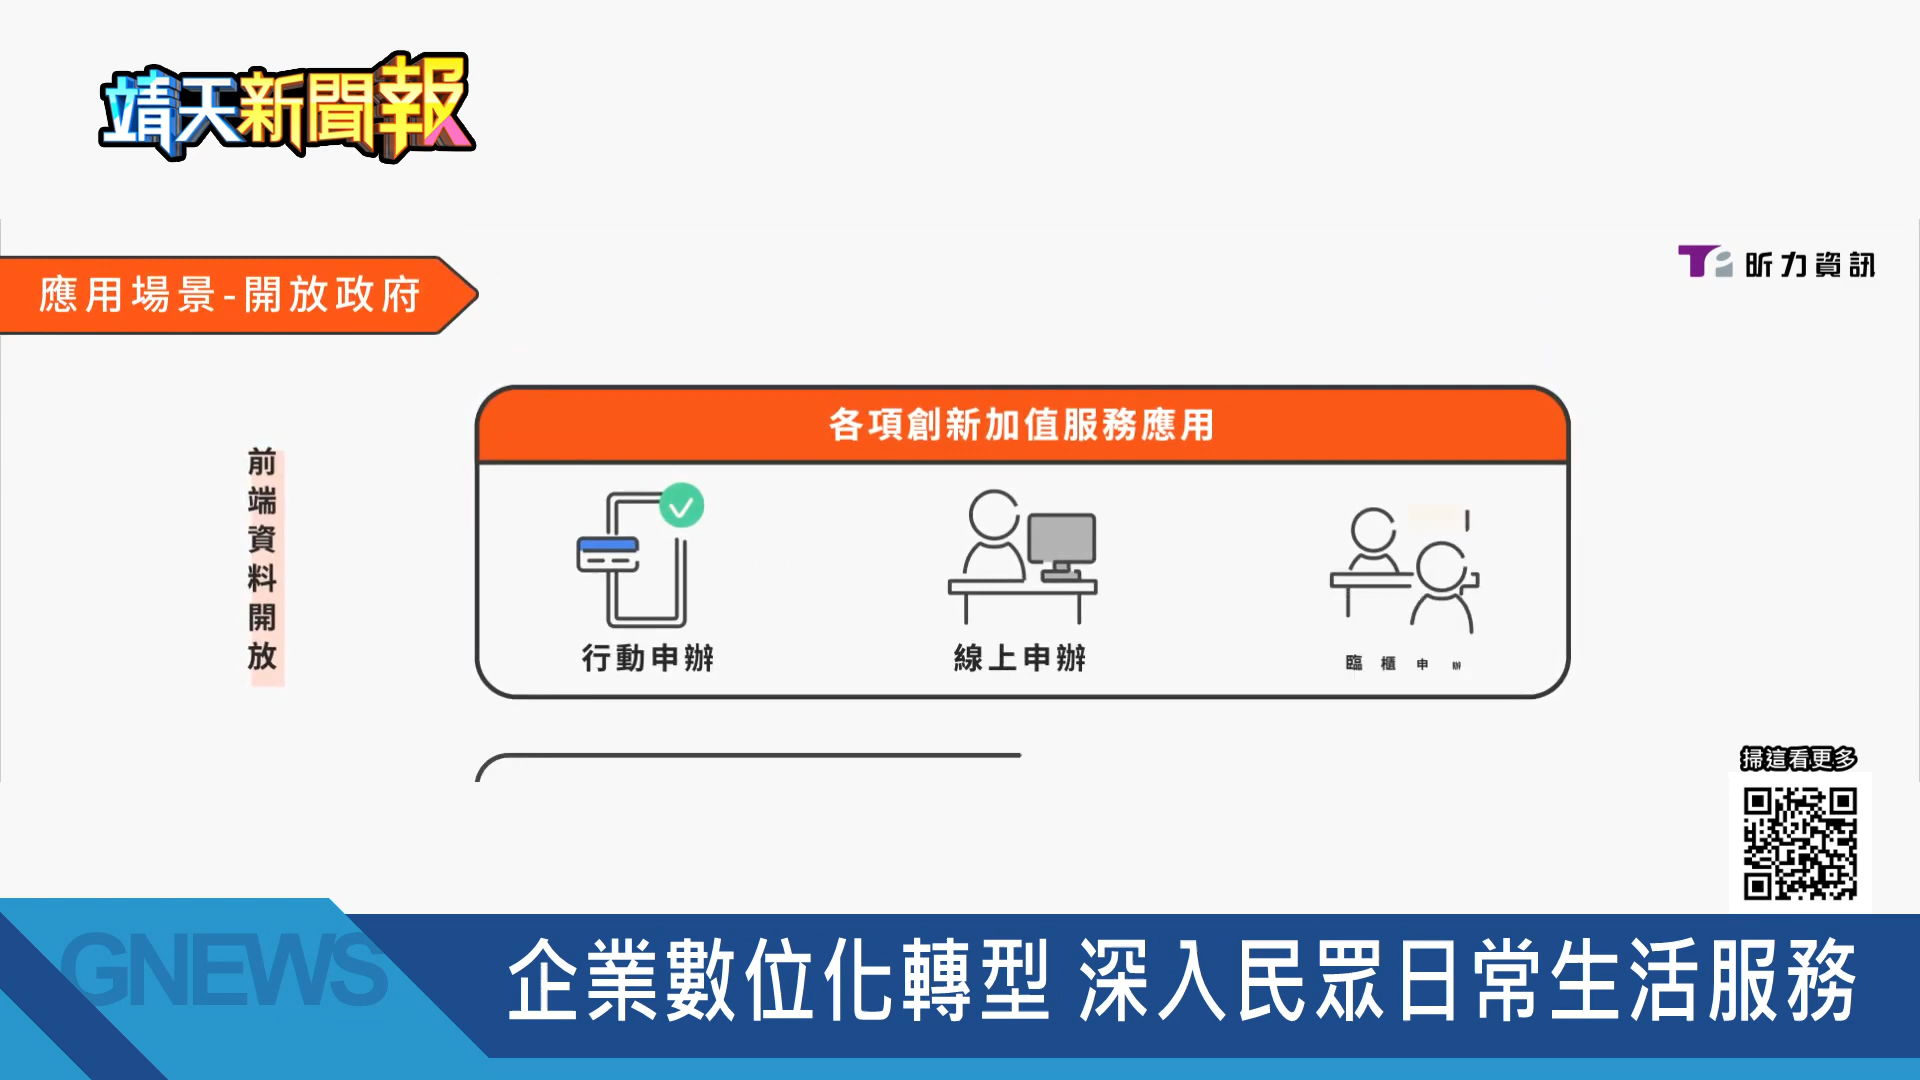 靖天新聞報
應用場景-開放政府
昕力資訊
各項創新加值服務應用
前端資料開放
行動申辦
線上申辦
臨櫃申辦
掃這看更多
GNEWS
企業數位化轉型 深入民眾日常生活服務